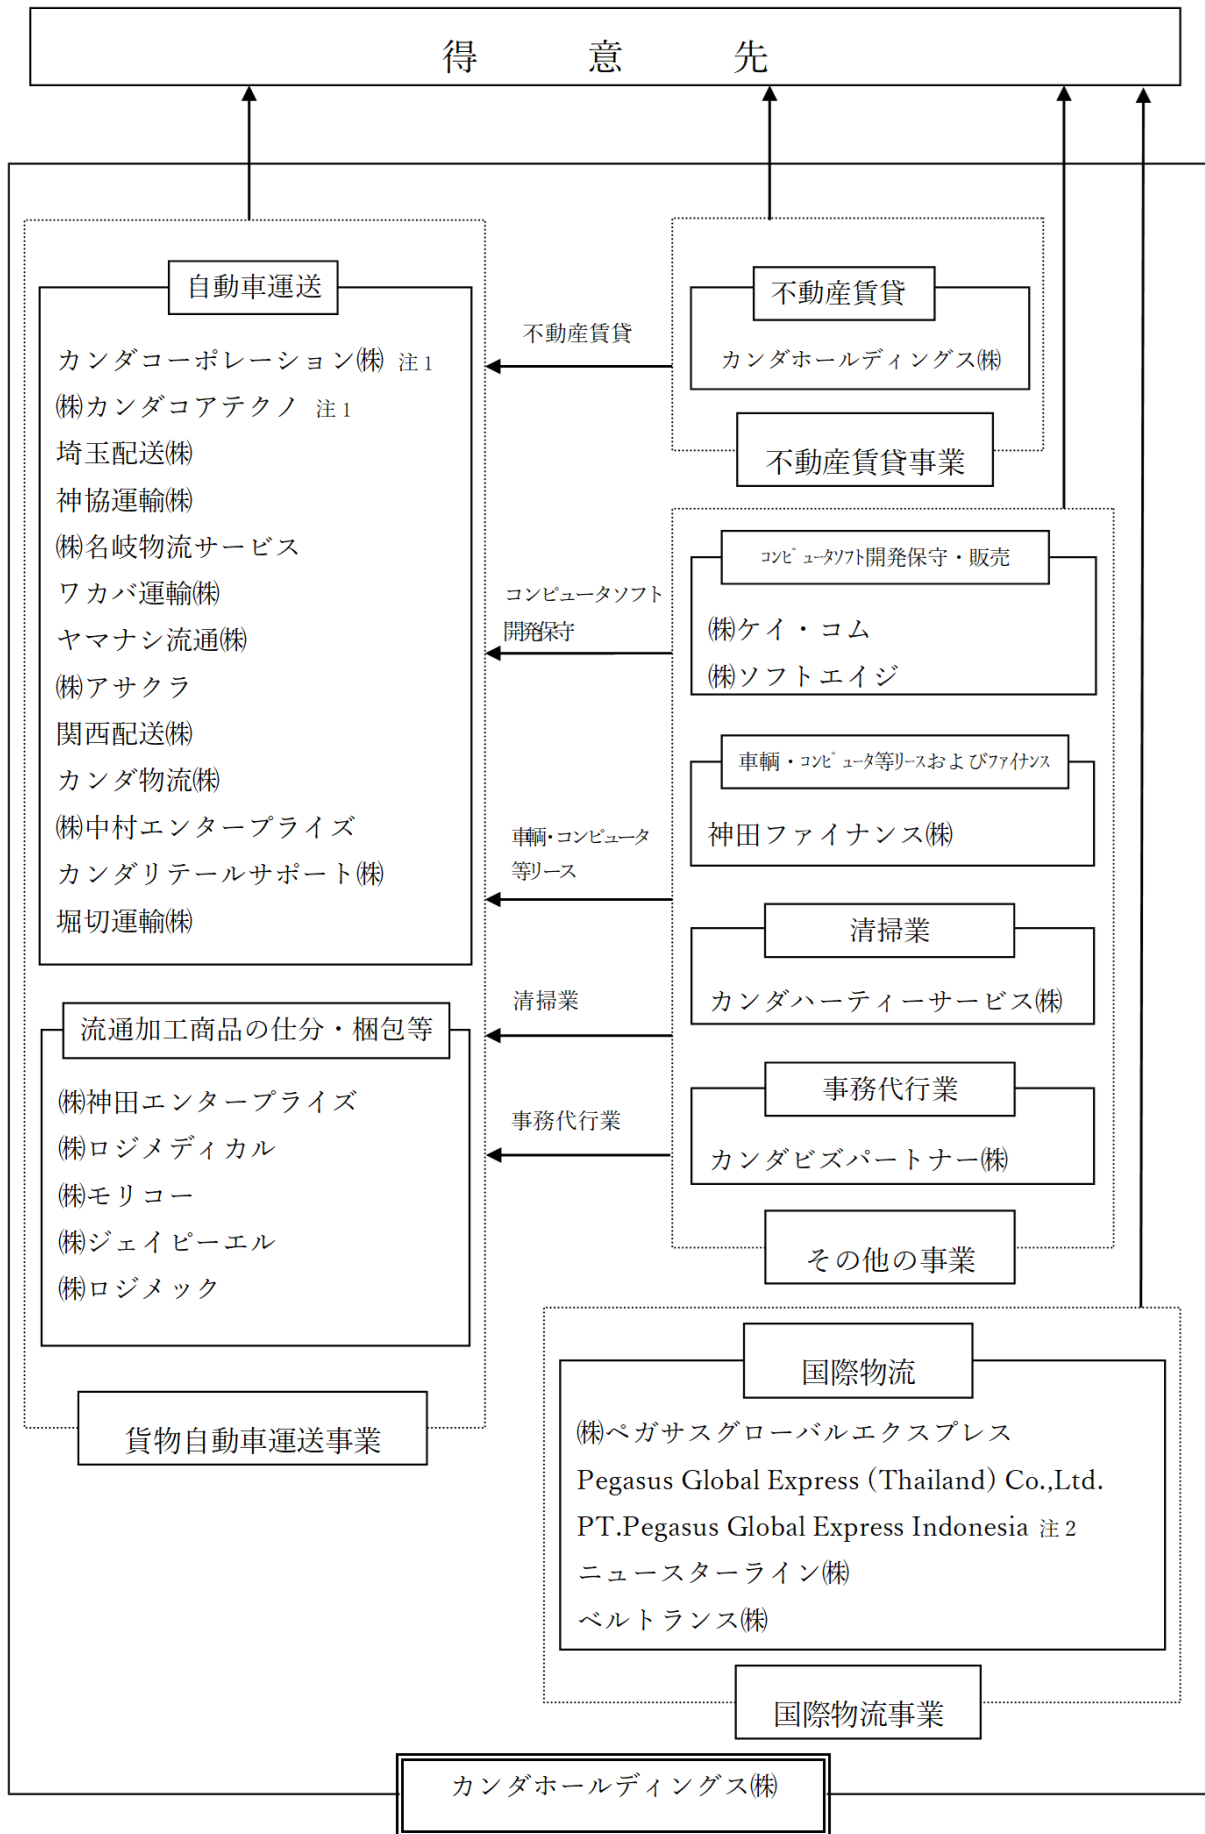 得意先
自動車運送
カンダコーポレーション㈱ 注1
㈱カンダコアテクノ 注1
埼玉配送㈱
神協運輸㈱
㈱名岐物流サービス
ワカバ運輸㈱
ヤマナシ流通㈱
㈱アサクラ
関西配送㈱
カンダ物流㈱
㈱中村エンタープライズ
カンダリテールサポート㈱
堀切運輸㈱
流通加工商品の仕分・梱包等
㈱神田エンタープライズ
㈱ロジメディカル
㈱モリコー
㈱ジェイピーエル
㈱ロジメック
貨物自動車運送事業
不動産賃貸
コンピュータソフト
開発保守
車輌・コンピュータ
等リース
清掃業
事務代行業
不動産賃貸
カンダホールディングス㈱
不動産賃貸事業
コンピュータソフト開発保守・販売
㈱ケイ・コム
㈱ソフトエイジ
車輌・コンピュータ等リースおよびファイナンス
神田ファイナンス㈱
清掃業
カンダハーティーサービス㈱
事務代行業
カンダビズパートナー㈱
その他の事業
国際物流
㈱ペガサスグローバルエクスプレス
Pegasus Global Express (Thailand) Co.,Ltd.
PT.Pegasus Global Express Indonesia 注2
ニュースターライン㈱
ベルトランス㈱
国際物流事業
カンダホールディングス㈱